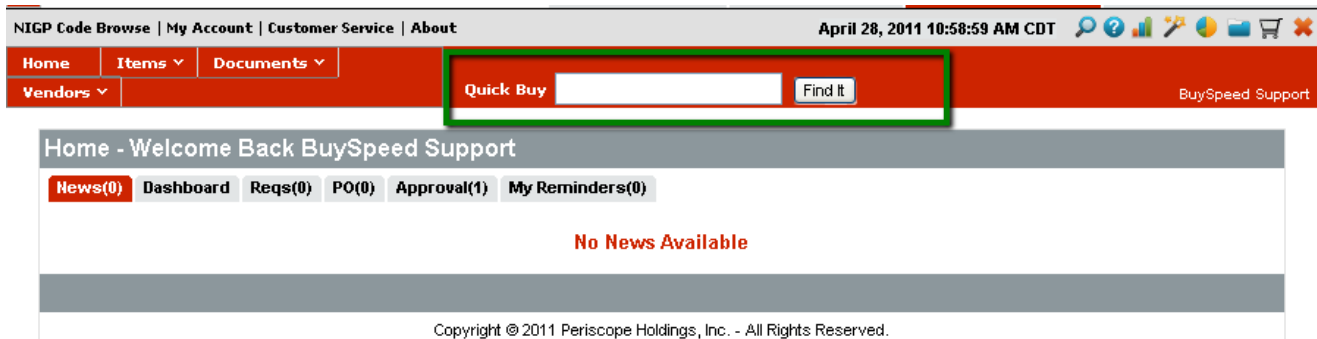 NIGP Code Browse | My Account | Customer Service | About April 28, 2011 10:58:59 AM CDT
Home Items Documents
Vendors Quick Buy Find It BuySpeed Support
Home - Welcome Back BuySpeed Support
News(0) Dashboard Reqs(0) PO(0) Approval(1) My Reminders(0)
No News Available
Copyright © 2011 Periscope Holdings, Inc. - All Rights Reserved.